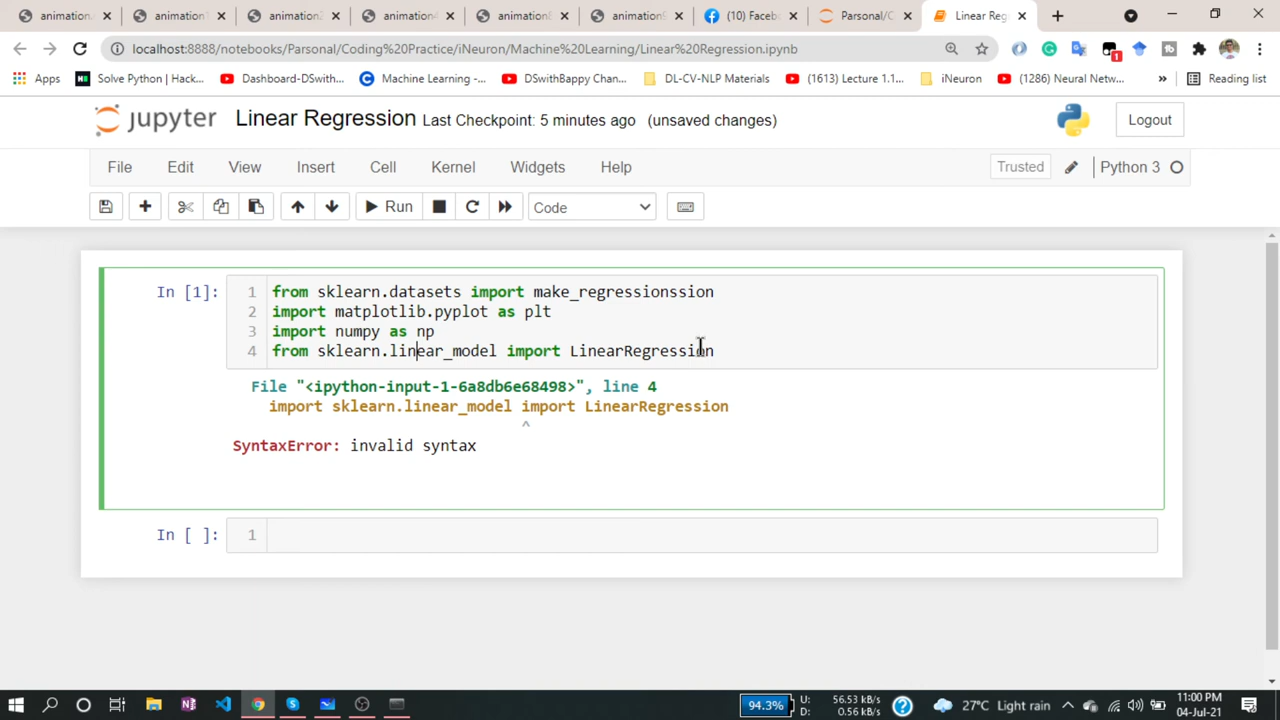 animation.
animation1
animation2
animation4
animation8
animation9
(10) Faceb
Parsonal/C
Linear Reg
localhost:8888/notebooks/Parsonal/Coding%20Practice/iNeuron/Machine%20Learning/Linear%20Regression.ipynb
1
Apps
Solve Python | Hack...
Dashboard-DSwith...
Machine Learning -...
DSwithBappy Chan...
DL-CV-NLP Materials
(1613) Lecture 1.1...
iNeuron
(1286) Neural Netw...
»
Reading list
jupyter Linear Regression Last Checkpoint: 5 minutes ago (unsaved changes)
Logout
File Edit View Insert Cell Kernel Widgets Help
Trusted
Python 3
Run
Code
In [1]:
1 from sklearn.datasets import make_regressionssion
2 import matplotlib.pyplot as plt
3 import numpy as np
4 from sklearn.linear_model import LinearRegression
File "<ipython-input-1-6a8db6e68498>", line 4
import sklearn.linear_model import LinearRegression
^
SyntaxError: invalid syntax
In [ ]: 1
94.3%
U: 56.53 kB/s
D: 0.56 kB/s
27°C Light rain
11:00 PM
04-Jul-21